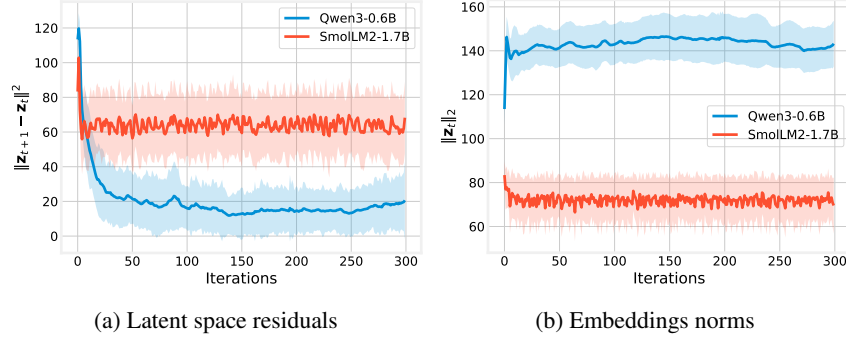 120
100
80
60
40
20
0
‖z_{t+1} − z_t‖²
Qwen3-0.6B
SmolLM2-1.7B
0
50
100
150
200
250
300
Iterations
(a) Latent space residuals
160
140
120
100
80
60
‖z_t‖₂
Qwen3-0.6B
SmolLM2-1.7B
0
50
100
150
200
250
300
Iterations
(b) Embeddings norms